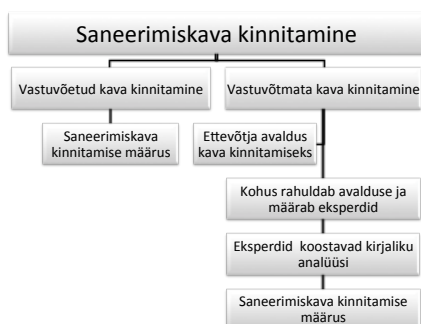 Saneerimiskava kinnitamine
Vastuvõetud kava kinnitamine
Vastuvõtmata kava kinnitamine
Saneerimiskava
kinnitamise määrus
Ettevõtja avaldus
kava kinnitamiseks
Kohus rahuldab avalduse ja
määrab eksperdid
Eksperdid koostavad kirjaliku
analüüsi
Saneerimiskava kinnitamise
määrus